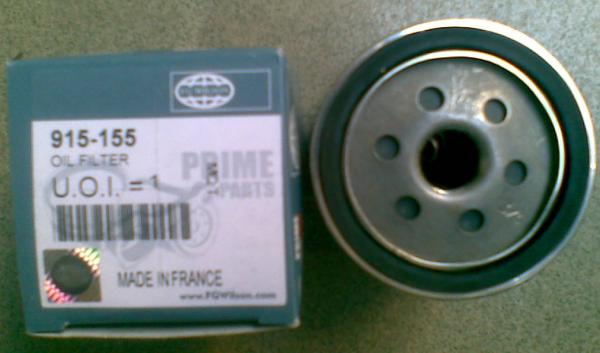 915-155
OIL FILTER
PRIME
PARTS
U.O.I. = 1
MADE IN FRANCE
www.FGWilson.com